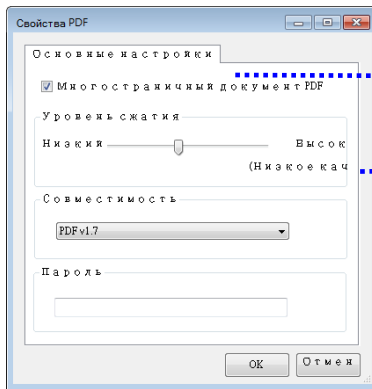 Свойства PDF
Основные настройки
Многостраничный документ PDF
Уровень сжатия
Низкий Высок
(Низкое кач
Совместимость
PDF v1.7
Пароль
OK Отмен